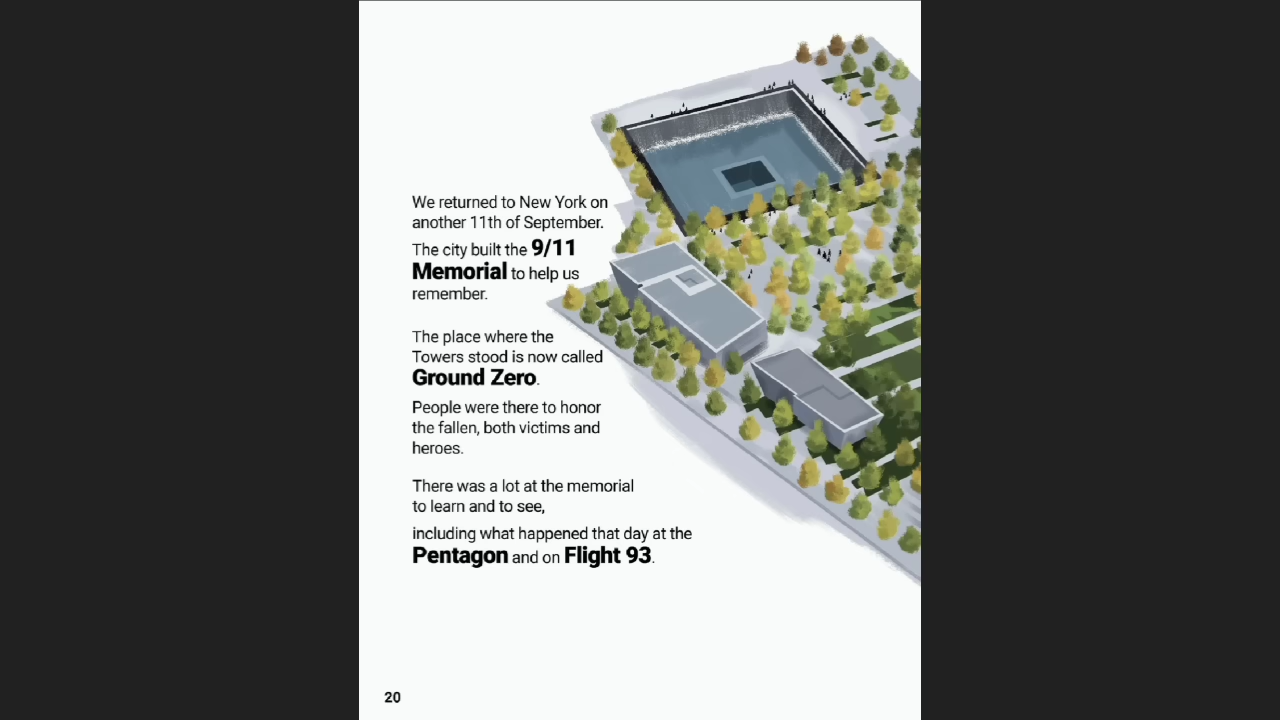 We returned to New York on
another 11th of September.
The city built the 9/11
Memorial to help us
remember.
The place where the
Towers stood is now called
Ground Zero.
People were there to honor
the fallen, both victims and
heroes.
There was a lot at the memorial
to learn and to see,
including what happened that day at the
Pentagon and on Flight 93.
20